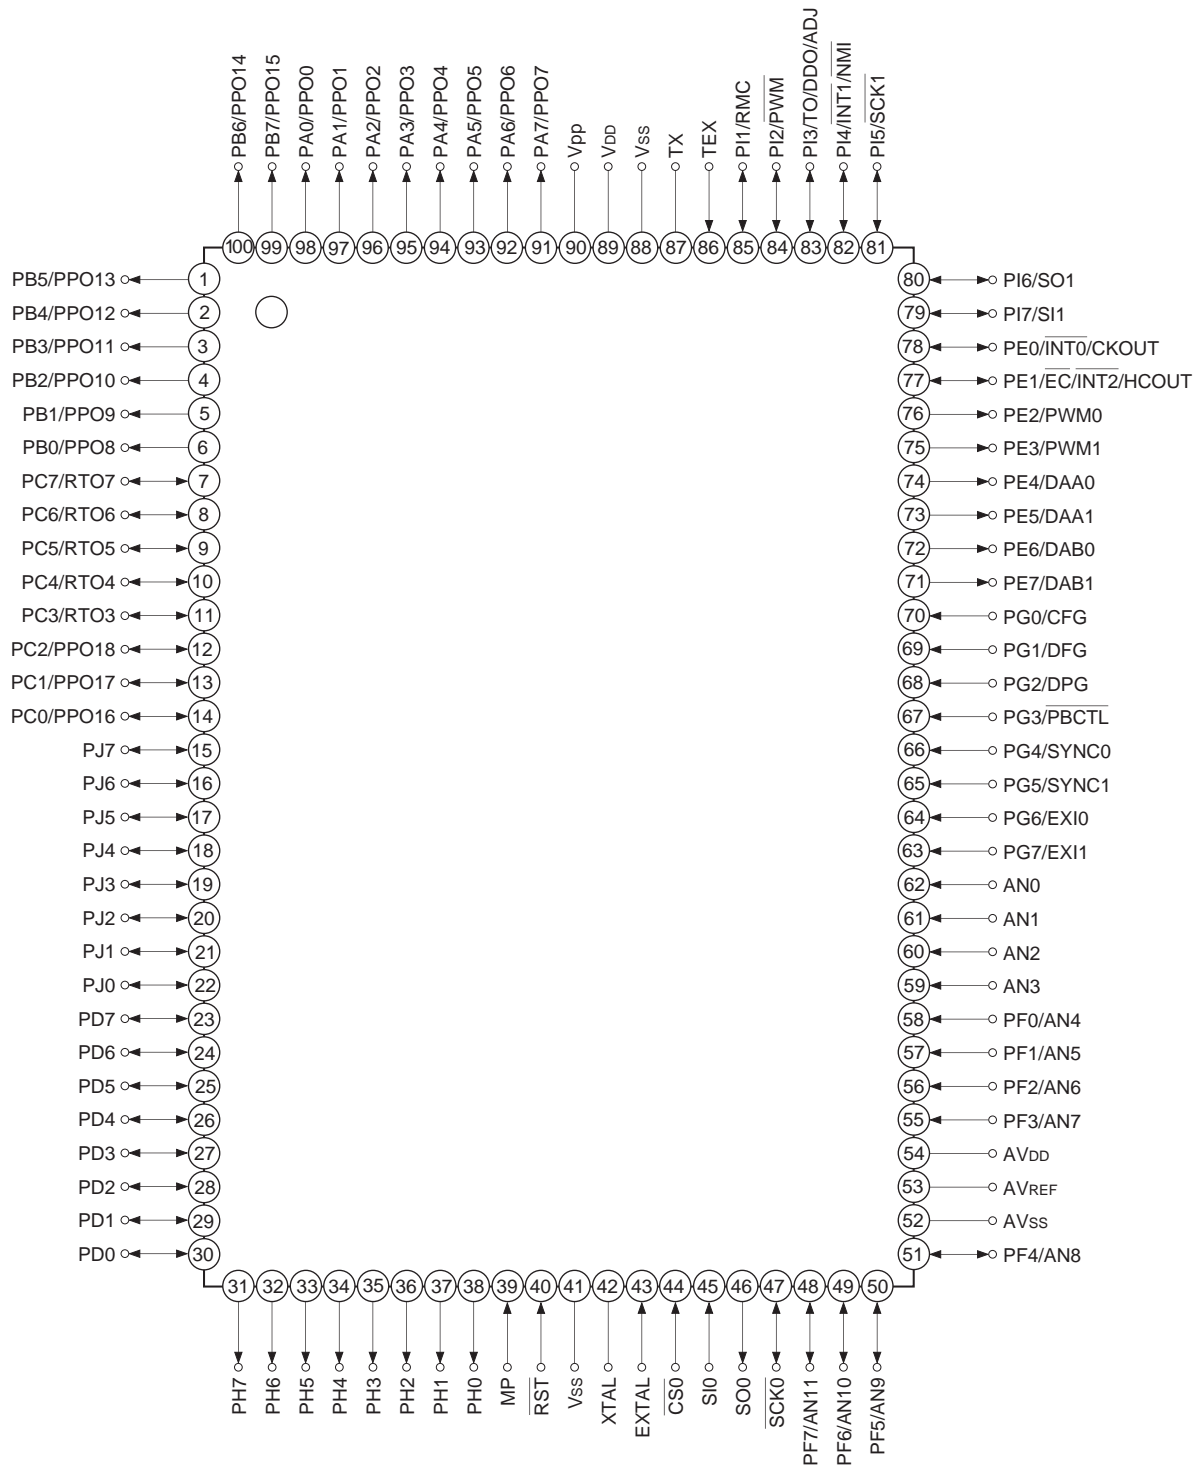 PB6/PPO14
PB7/PPO15
PA0/PPO0
PA1/PPO1
PA2/PPO2
PA3/PPO3
PA4/PPO4
PA5/PPO5
PA6/PPO6
PA7/PPO7
Vpp
VDD
Vss
TX
TEX
PI1/RMC
PI2/PWM
PI3/TO/DDO/ADJ
PI4/INT1/NMI
PI5/SCK1
100 99 98 97 96 95 94 93 92 91 90 89 88 87 86 85 84 83 82 81
PB5/PPO13 1
PB4/PPO12 2
PB3/PPO11 3
PB2/PPO10 4
PB1/PPO9 5
PB0/PPO8 6
PC7/RTO7 7
PC6/RTO6 8
PC5/RTO5 9
PC4/RTO4 10
PC3/RTO3 11
PC2/PPO18 12
PC1/PPO17 13
PC0/PPO16 14
PJ7 15
PJ6 16
PJ5 17
PJ4 18
PJ3 19
PJ2 20
PJ1 21
PJ0 22
PD7 23
PD6 24
PD5 25
PD4 26
PD3 27
PD2 28
PD1 29
PD0 30
80 PI6/SO1
79 PI7/SI1
78 PE0/INT0/CKOUT
77 PE1/EC/INT2/HCOUT
76 PE2/PWM0
75 PE3/PWM1
74 PE4/DAA0
73 PE5/DAA1
72 PE6/DAB0
71 PE7/DAB1
70 PG0/CFG
69 PG1/DFG
68 PG2/DPG
67 PG3/PBCTL
66 PG4/SYNC0
65 PG5/SYNC1
64 PG6/EXI0
63 PG7/EXI1
62 AN0
61 AN1
60 AN2
59 AN3
58 PF0/AN4
57 PF1/AN5
56 PF2/AN6
55 PF3/AN7
54 AVDD
53 AVREF
52 AVss
51 PF4/AN8
31 32 33 34 35 36 37 38 39 40 41 42 43 44 45 46 47 48 49 50
PH7
PH6
PH5
PH4
PH3
PH2
PH1
PH0
MP
RST
Vss
XTAL
EXTAL
CS0
SI0
SO0
SCK0
PF7/AN11
PF6/AN10
PF5/AN9